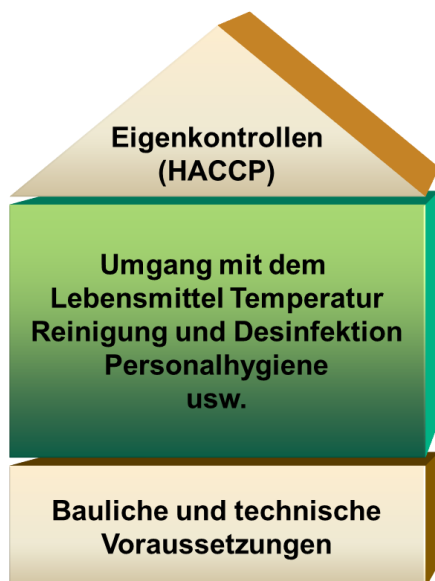 Eigenkontrollen
(HACCP)
Umgang mit dem
Lebensmittel Temperatur
Reinigung und Desinfektion
Personalhygiene
usw.
Bauliche und technische
Voraussetzungen